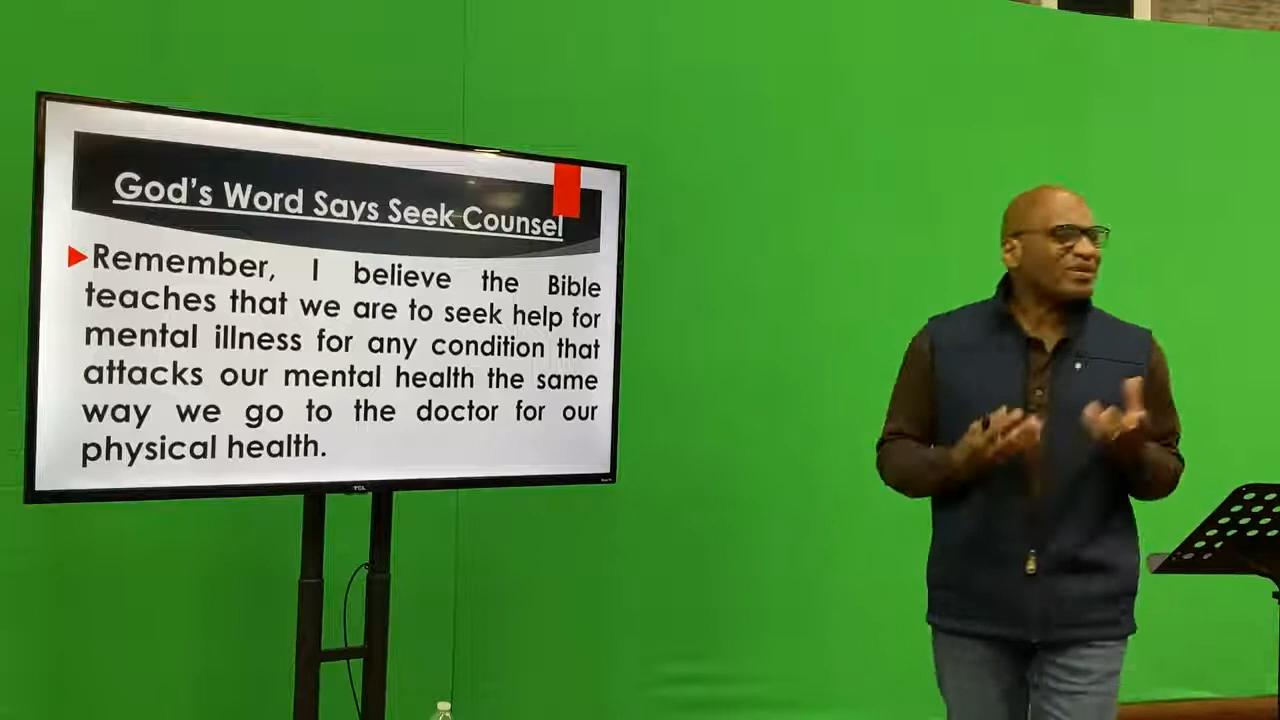 God's Word Says Seek Counsel
Remember, I believe the Bible
teaches that we are to seek help for
mental illness for any condition that
attacks our mental health the same
way we go to the doctor for our
physical health.
TCL